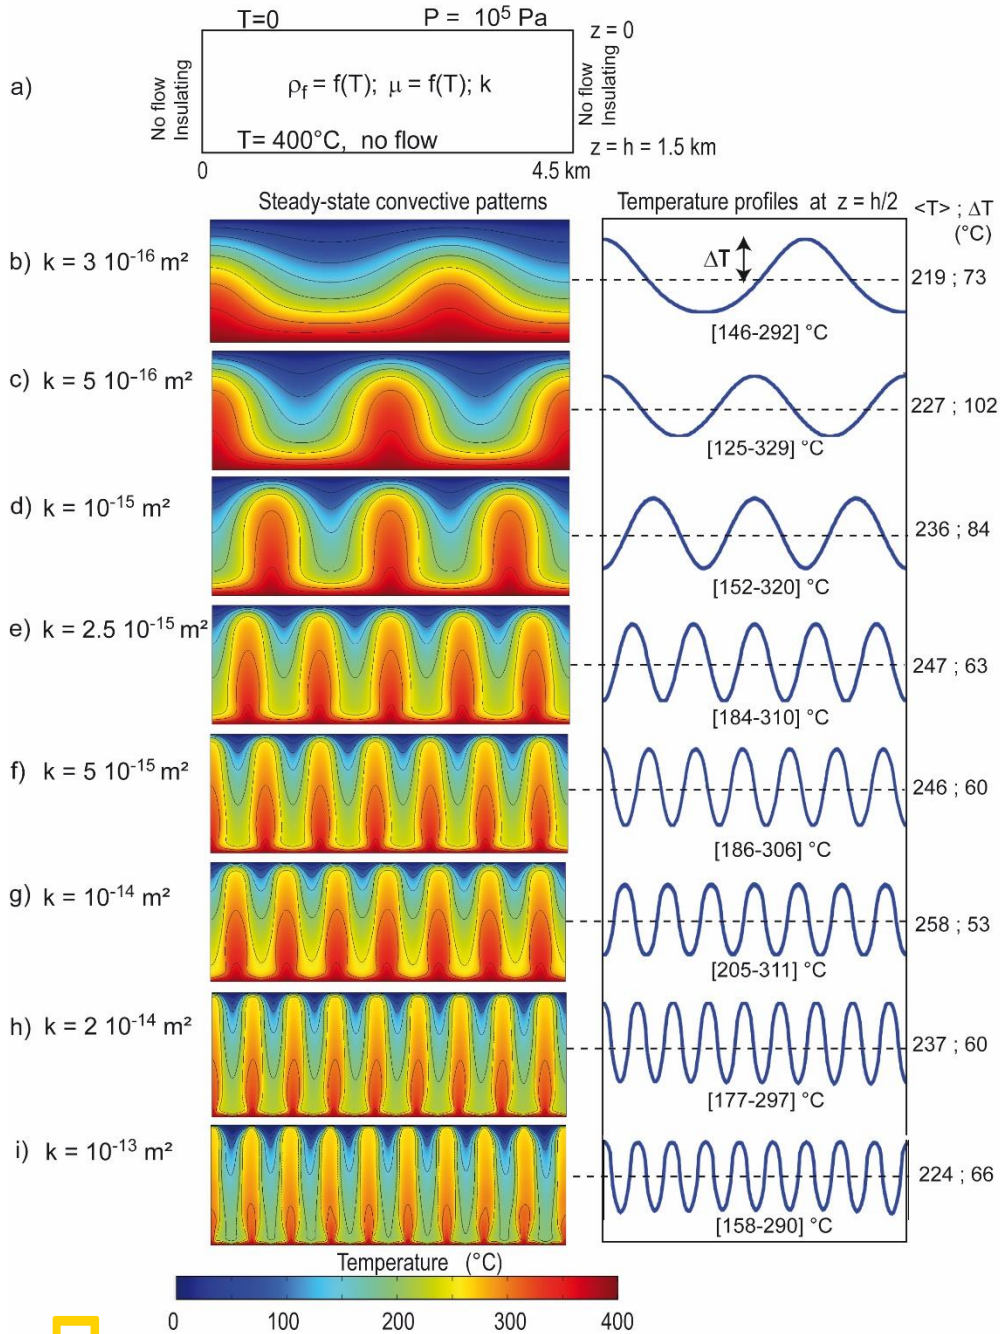 T=0 P = 10⁵ Pa
z = 0
a)
No flow
Insulating
ρf = f(T); μ = f(T); k
No flow
Insulating
T= 400°C, no flow
z = h = 1.5 km
0 4.5 km
Steady-state convective patterns Temperature profiles at z = h/2 <T> ; ΔT
(°C)
b) k = 3 10⁻¹⁶ m² ΔT 219 ; 73
[146-292] °C
c) k = 5 10⁻¹⁶ m² 227 ; 102
[125-329] °C
d) k = 10⁻¹⁵ m² 236 ; 84
[152-320] °C
e) k = 2.5 10⁻¹⁵ m² 247 ; 63
[184-310] °C
f) k = 5 10⁻¹⁵ m² 246 ; 60
[186-306] °C
g) k = 10⁻¹⁴ m² 258 ; 53
[205-311] °C
h) k = 2 10⁻¹⁴ m² 237 ; 60
[177-297] °C
i) k = 10⁻¹³ m² 224 ; 66
[158-290] °C
Temperature (°C)
0 100 200 300 400